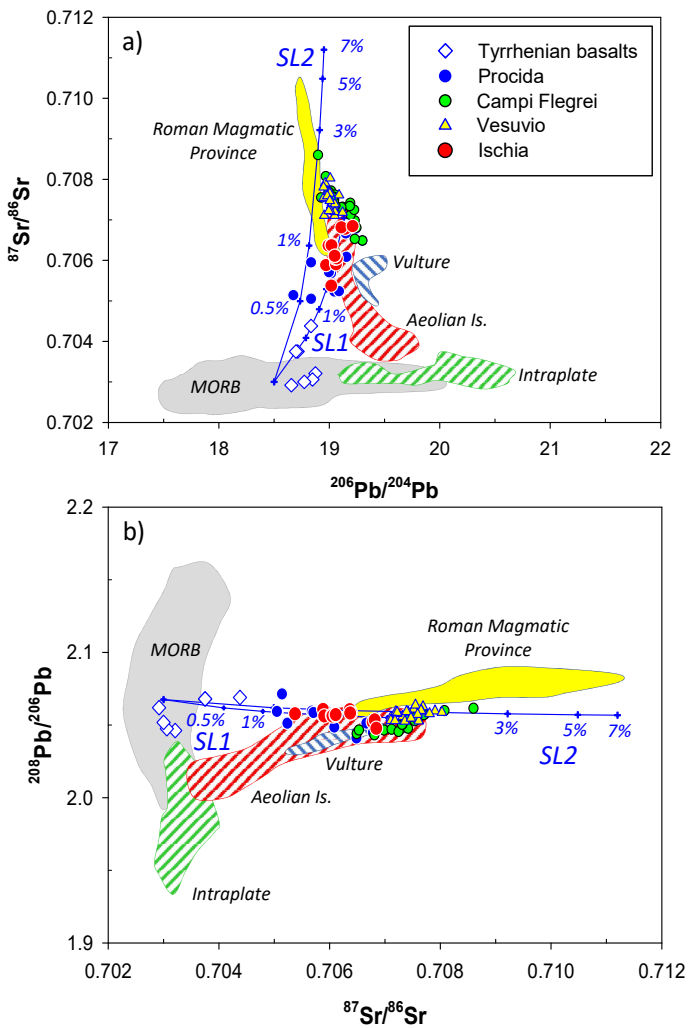 a)
0.712
0.710
0.708
0.706
0.704
0.702
⁸⁷Sr/⁸⁶Sr
SL2
7%
5%
3%
1%
0.5%
1%
SL1
Roman Magmatic
Province
Vulture
Aeolian Is.
MORB
Intraplate
Tyrrhenian basalts
Procida
Campi Flegrei
Vesuvio
Ischia
17
18
19
20
21
22
²⁰⁶Pb/²⁰⁴Pb
b)
2.2
2.1
2.0
1.9
²⁰⁸Pb/²⁰⁶Pb
MORB
Roman Magmatic
Province
0.5%
1%
SL1
3%
5%
7%
SL2
Vulture
Aeolian Is.
Intraplate
0.702
0.704
0.706
0.708
0.710
0.712
⁸⁷Sr/⁸⁶Sr